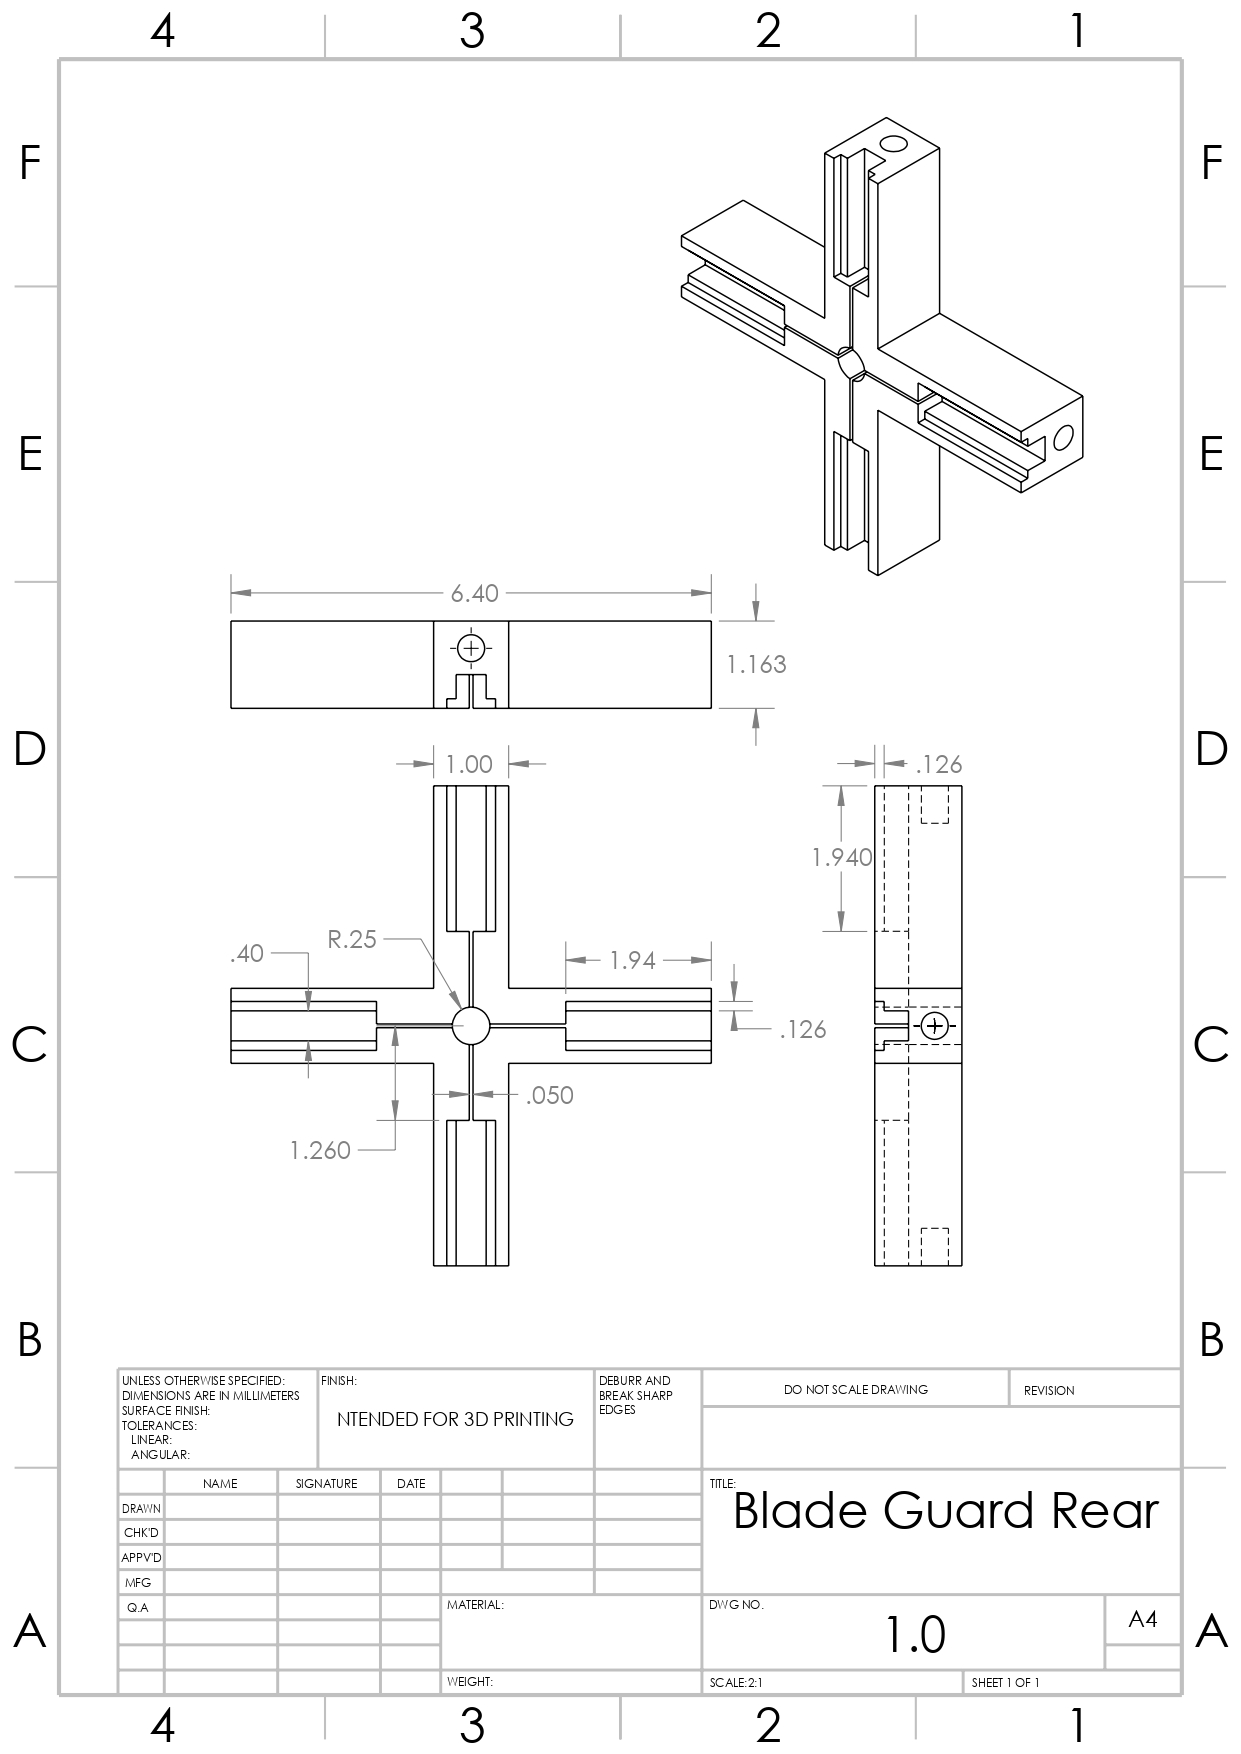 4 3 2 1
F F
E E
6.40
1.163
D D
1.00
.126
1.940
R.25
.40
1.94
.126
C C
.050
1.260
B B
UNLESS OTHERWISE SPECIFIED:
DIMENSIONS ARE IN MILLIMETERS
SURFACE FINISH:
TOLERANCES:
LINEAR:
ANGULAR:
FINISH:
NTENDED FOR 3D PRINTING
DEBURR AND
BREAK SHARP
EDGES
DO NOT SCALE DRAWING
REVISION
NAME SIGNATURE DATE
DRAWN
CHK'D
APPV'D
MFG
Q.A
TITLE:
Blade Guard Rear
MATERIAL:
DWG NO.
1.0
A4
A A
WEIGHT:
SCALE:2:1
SHEET 1 OF 1
4 3 2 1